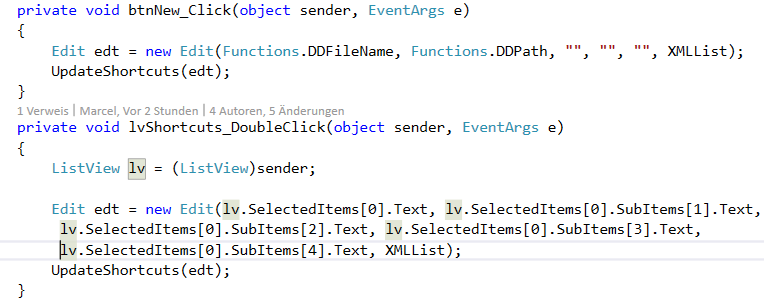 private void btnNew_Click(object sender, EventArgs e)
{
Edit edt = new Edit(Functions.DDFileName, Functions.DDPath, "", "", "", XMLList);
UpdateShortcuts(edt);
}
1 Verweis | Marcel, Vor 2 Stunden | 4 Autoren, 5 Änderungen
private void lvShortcuts_DoubleClick(object sender, EventArgs e)
{
ListView lv = (ListView)sender;
Edit edt = new Edit(lv.SelectedItems[0].Text, lv.SelectedItems[0].SubItems[1].Text,
lv.SelectedItems[0].SubItems[2].Text, lv.SelectedItems[0].SubItems[3].Text,
lv.SelectedItems[0].SubItems[4].Text, XMLList);
UpdateShortcuts(edt);
}